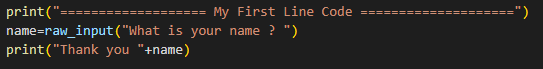 print("=================== My First Line Code ====================")
name=raw_input("What is your name ? ")
print("Thank you "+name)